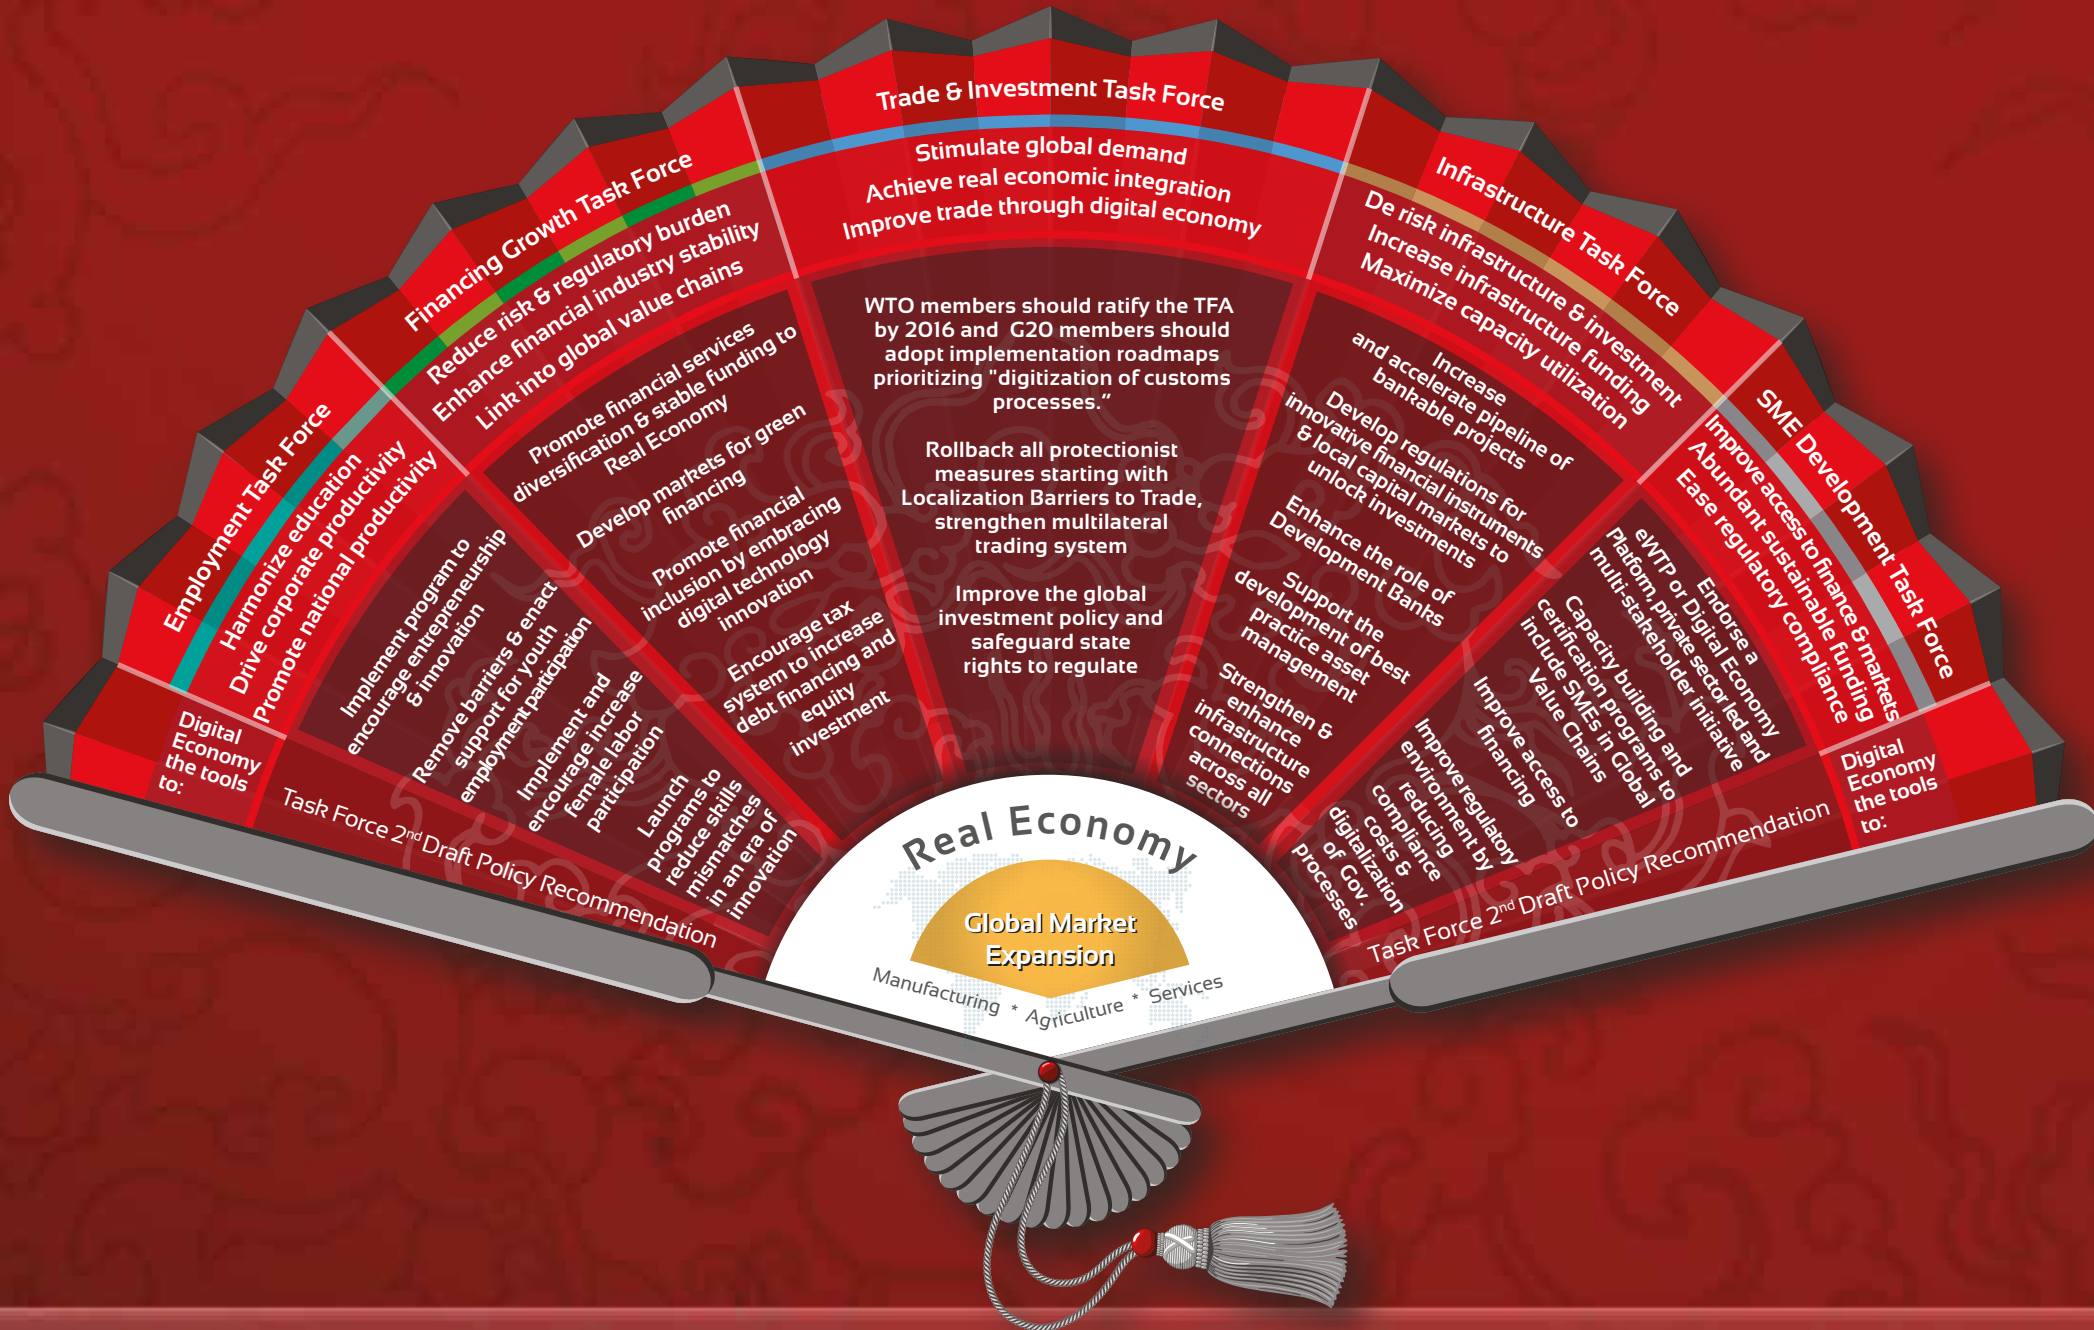 Employment Task Force
Harmonize education
Drive corporate productivity
Promote national productivity
Implement program to
encourage entrepreneurship
& innovation
Remove barriers & enact
support for youth
employment participation
Implement and
encourage increase
female labor
participation
Launch
programs to
reduce skills
mismatches
in an era of
innovation
Digital
Economy
the tools
to:
Task Force 2nd Draft Policy Recommendation
Financing Growth Task Force
Reduce risk & regulatory burden
Enhance financial industry stability
Link into global value chains
Promote financial services
diversification & stable funding to
Real Economy
Develop markets for green
financing
Promote financial
inclusion by embracing
digital technology
innovation
Encourage tax
system to increase
debt financing and
equity
investment
Trade & Investment Task Force
Stimulate global demand
Achieve real economic integration
Improve trade through digital economy
WTO members should ratify the TFA
by 2016 and G20 members should
adopt implementation roadmaps
prioritizing "digitization of customs
processes.“
Rollback all protectionist
measures starting with
Localization Barriers to Trade,
strengthen multilateral
trading system
Improve the global
investment policy and
safeguard state
rights to regulate
Infrastructure Task Force
De risk infrastructure & investment
Increase infrastructure funding
Maximize capacity utilization
Increase
and accelerate pipeline of
bankable projects
Develop regulations for
innovative financial instruments
& local capital markets to
unlock investments
Enhance the role of
Development Banks
Support the
development of best
practice asset
management
Strengthen &
enhance
infrastructure
connections
across all
sectors
SME Development Task Force
Improve access to finance & markets
Abundant sustainable funding
Ease regulatory compliance
Endorse a
eWTP or Digital Economy
Platform, private sector led and
multi-stakeholder initiative
Capacity building and
certification programs to
include SMEs in Global
Value Chains
Improve access to
financing
Improve regulatory
environment by
reducing
compliance
costs &
digitalization
of Gov.
processes
Digital
Economy
the tools
to:
Task Force 2nd Draft Policy Recommendation
Real Economy
Global Market
Expansion
Manufacturing * Agriculture * Services